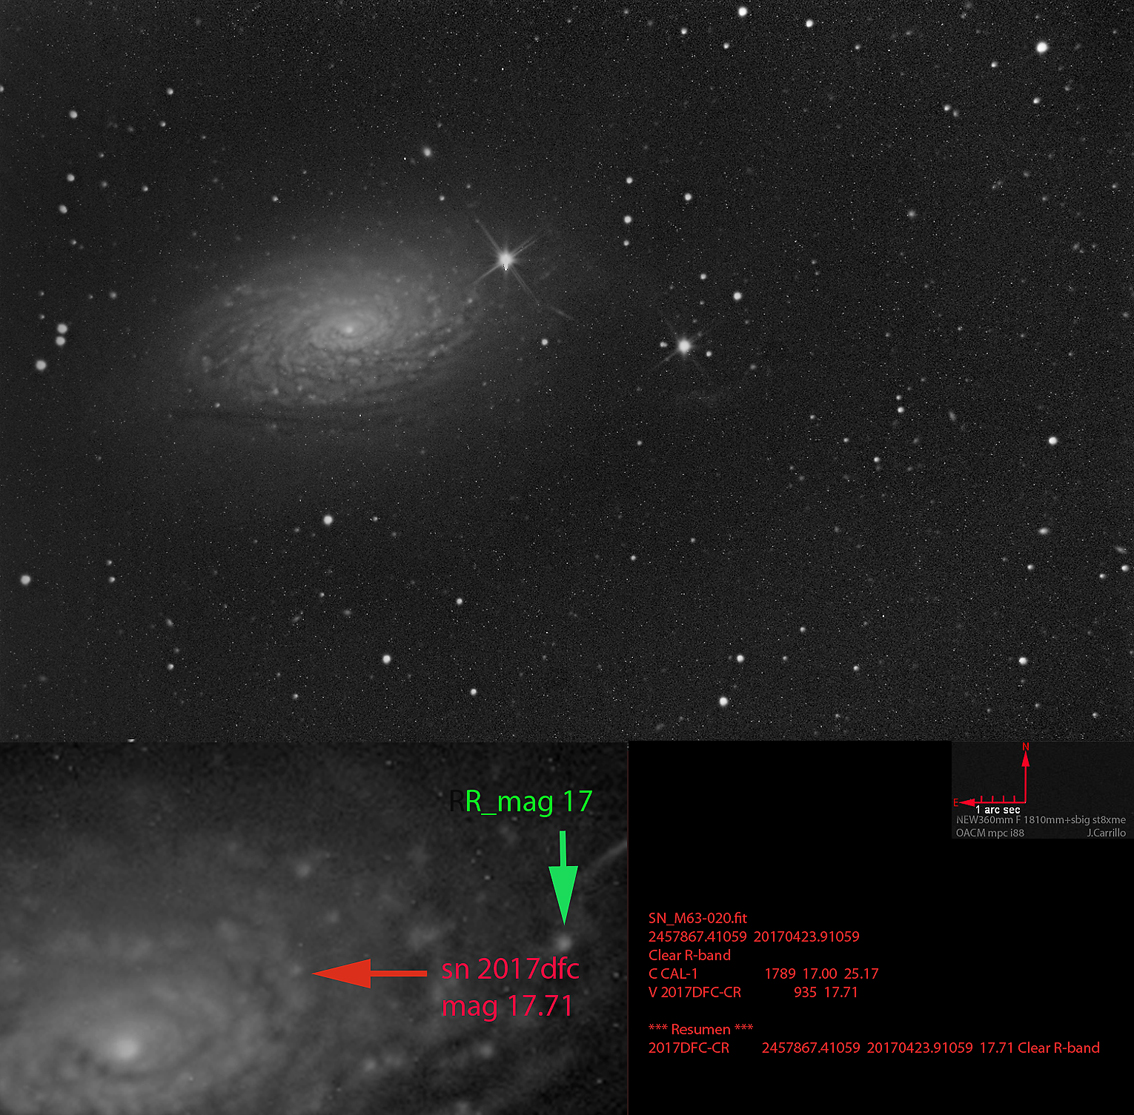 RR_mag 17
sn 2017dfc
mag 17.71
N
E
1 arc sec
NEW360mm F 1810mm+sbig st8xme
OACM mpc i88 J.Carrillo
SN_M63-020.fit
2457867.41059 20170423.91059
Clear R-band
C CAL-1 1789 17.00 25.17
V 2017DFC-CR 935 17.71
*** Resumen ***
2017DFC-CR 2457867.41059 20170423.91059 17.71 Clear R-band